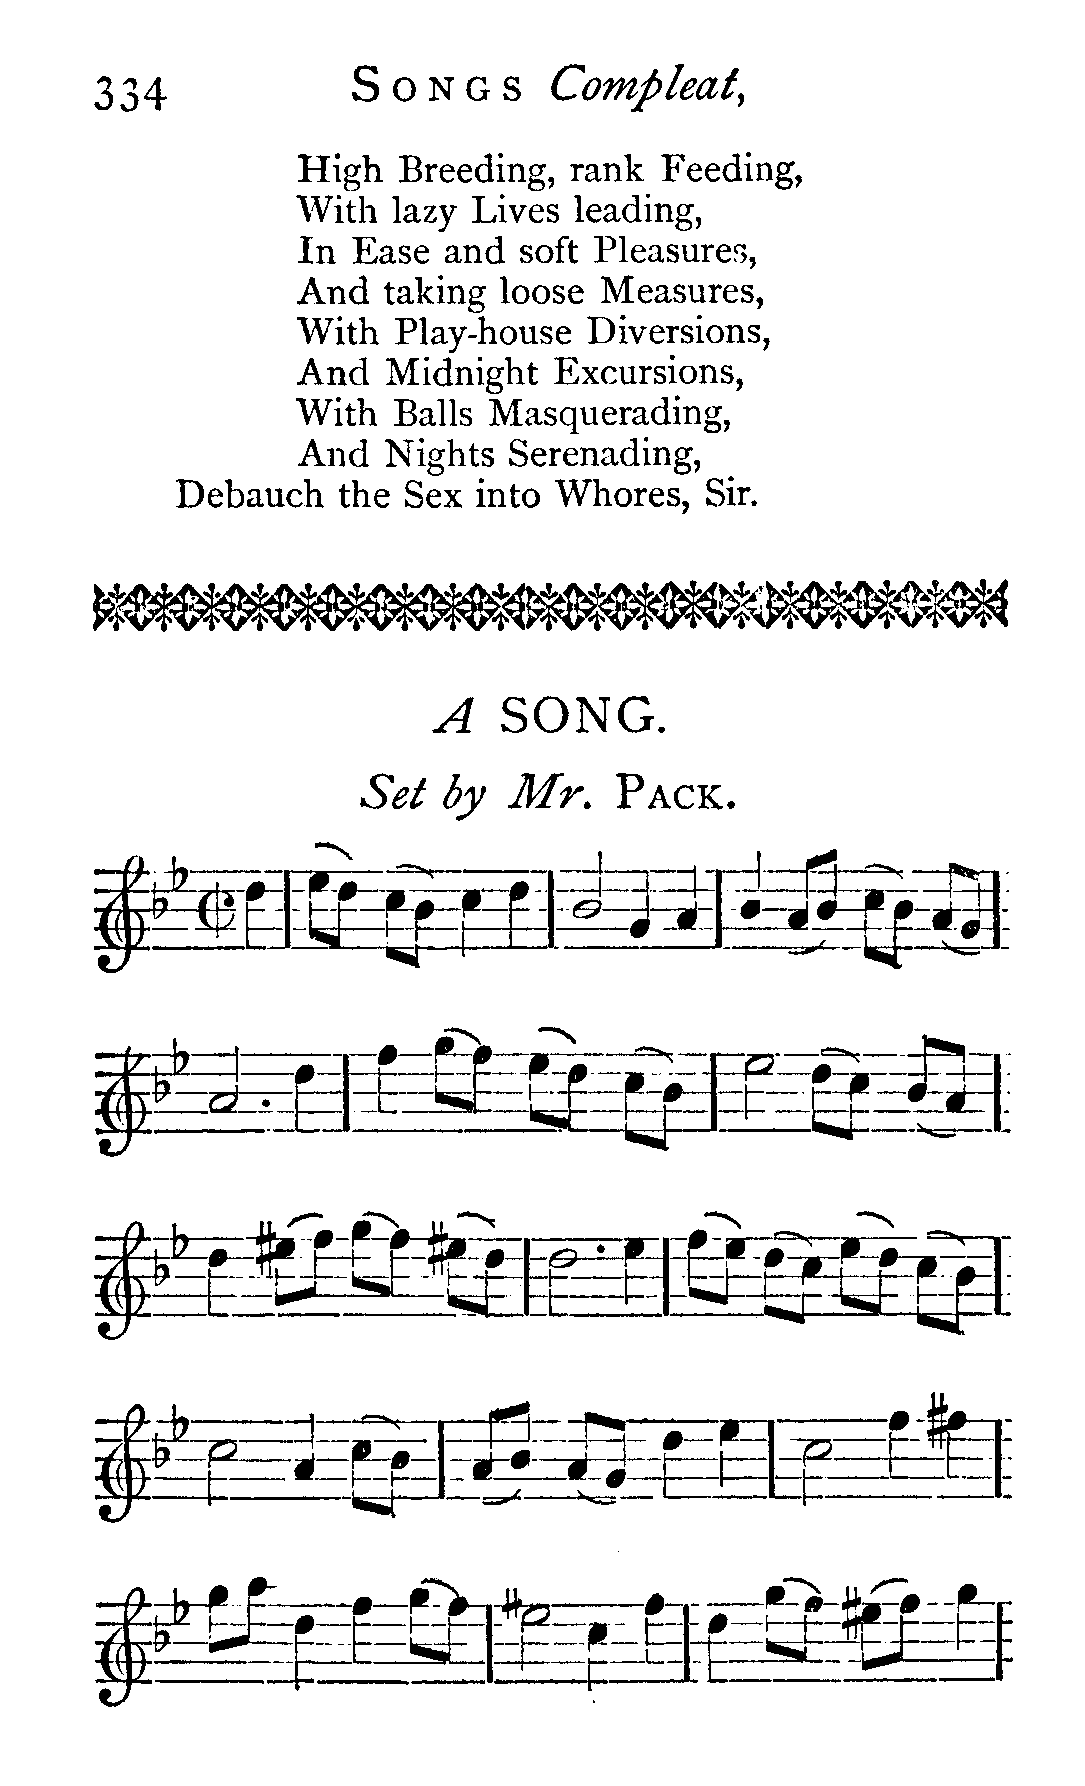 334 SONGS Compleat,
High Breeding, rank Feeding,
With lazy Lives leading,
In Ease and soft Pleasures,
And taking loose Measures,
With Play-house Diversions,
And Midnight Excursions,
With Balls Masquerading,
And Nights Serenading,
Debauch the Sex into Whores, Sir.
A SONG.
Set by Mr. PACK.